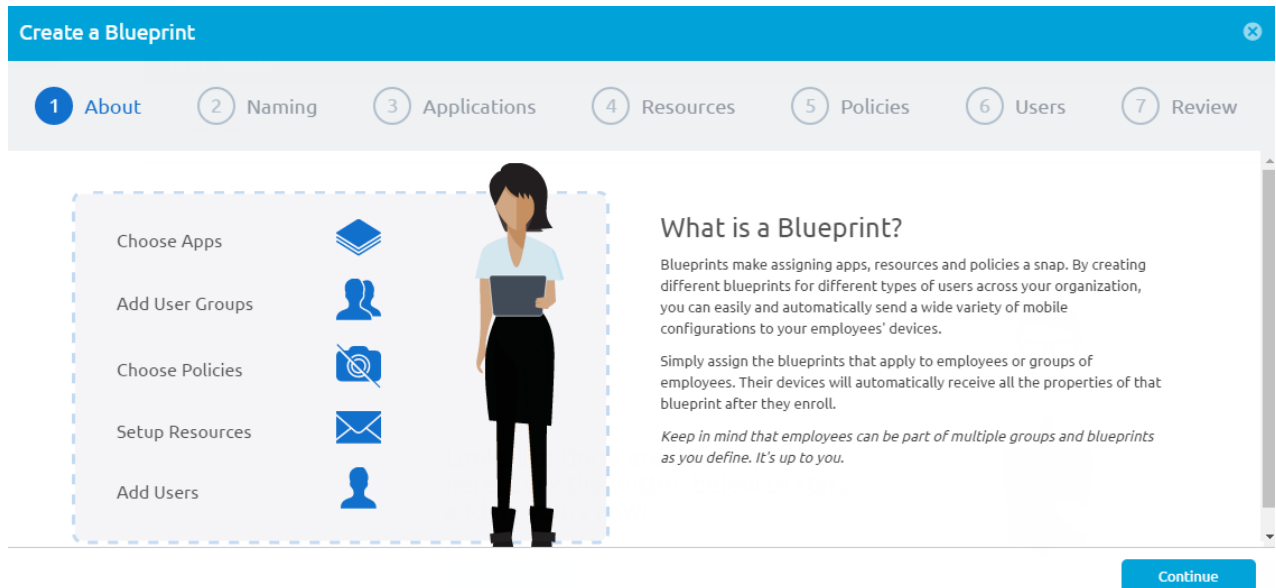 Create a Blueprint
1 About 2 Naming 3 Applications 4 Resources 5 Policies 6 Users 7 Review
Choose Apps
Add User Groups
Choose Policies
Setup Resources
Add Users
What is a Blueprint?
Blueprints make assigning apps, resources and policies a snap. By creating
different blueprints for different types of users across your organization,
you can easily and automatically send a wide variety of mobile
configurations to your employees' devices.
Simply assign the blueprints that apply to employees or groups of
employees. Their devices will automatically receive all the properties of that
blueprint after they enroll.
Keep in mind that employees can be part of multiple groups and blueprints
as you define. It's up to you.
Continue